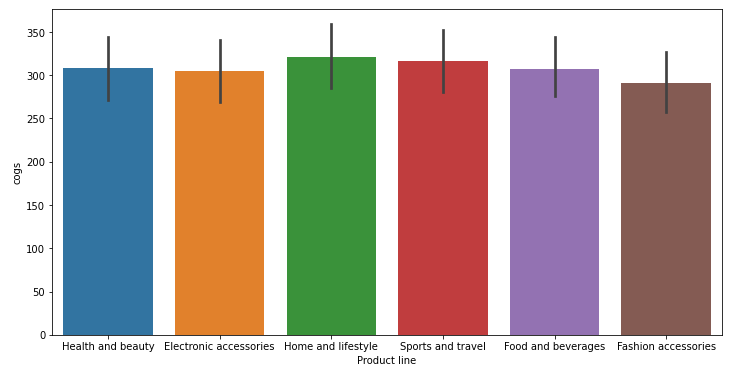 350
300
250
200
150
100
50
0
cogs
Health and beauty Electronic accessories Home and lifestyle Sports and travel Food and beverages Fashion accessories
Product line